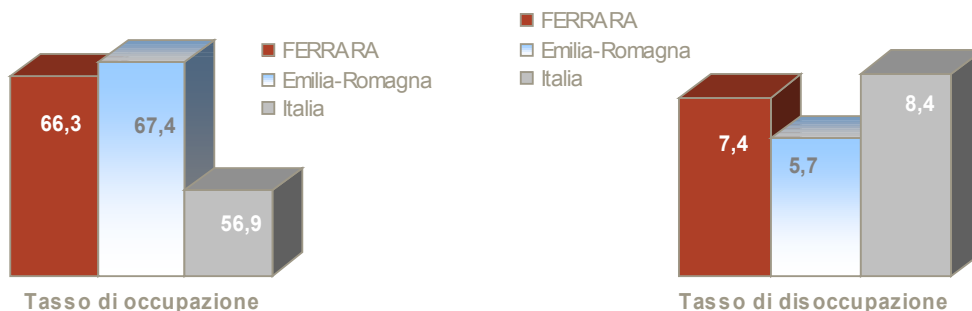 FERRARA
Emilia-Romagna
Italia
66,3
67,4
56,9
Tasso di occupazione
FERRARA
Emilia-Romagna
Italia
7,4
5,7
8,4
Tasso di disoccupazione